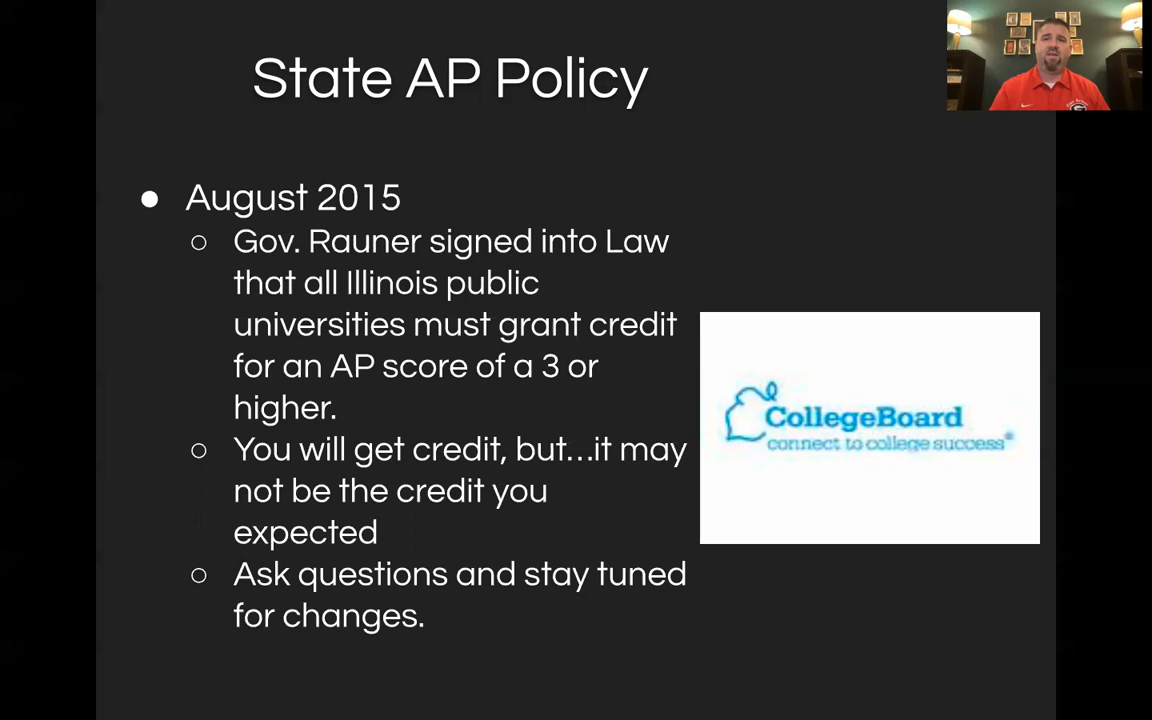 State AP Policy
● August 2015
○ Gov. Rauner signed into Law
that all Illinois public
universities must grant credit
for an AP score of a 3 or
higher.
○ You will get credit, but...it may
not be the credit you
expected
○ Ask questions and stay tuned
for changes.
CollegeBoard
connect to college success®